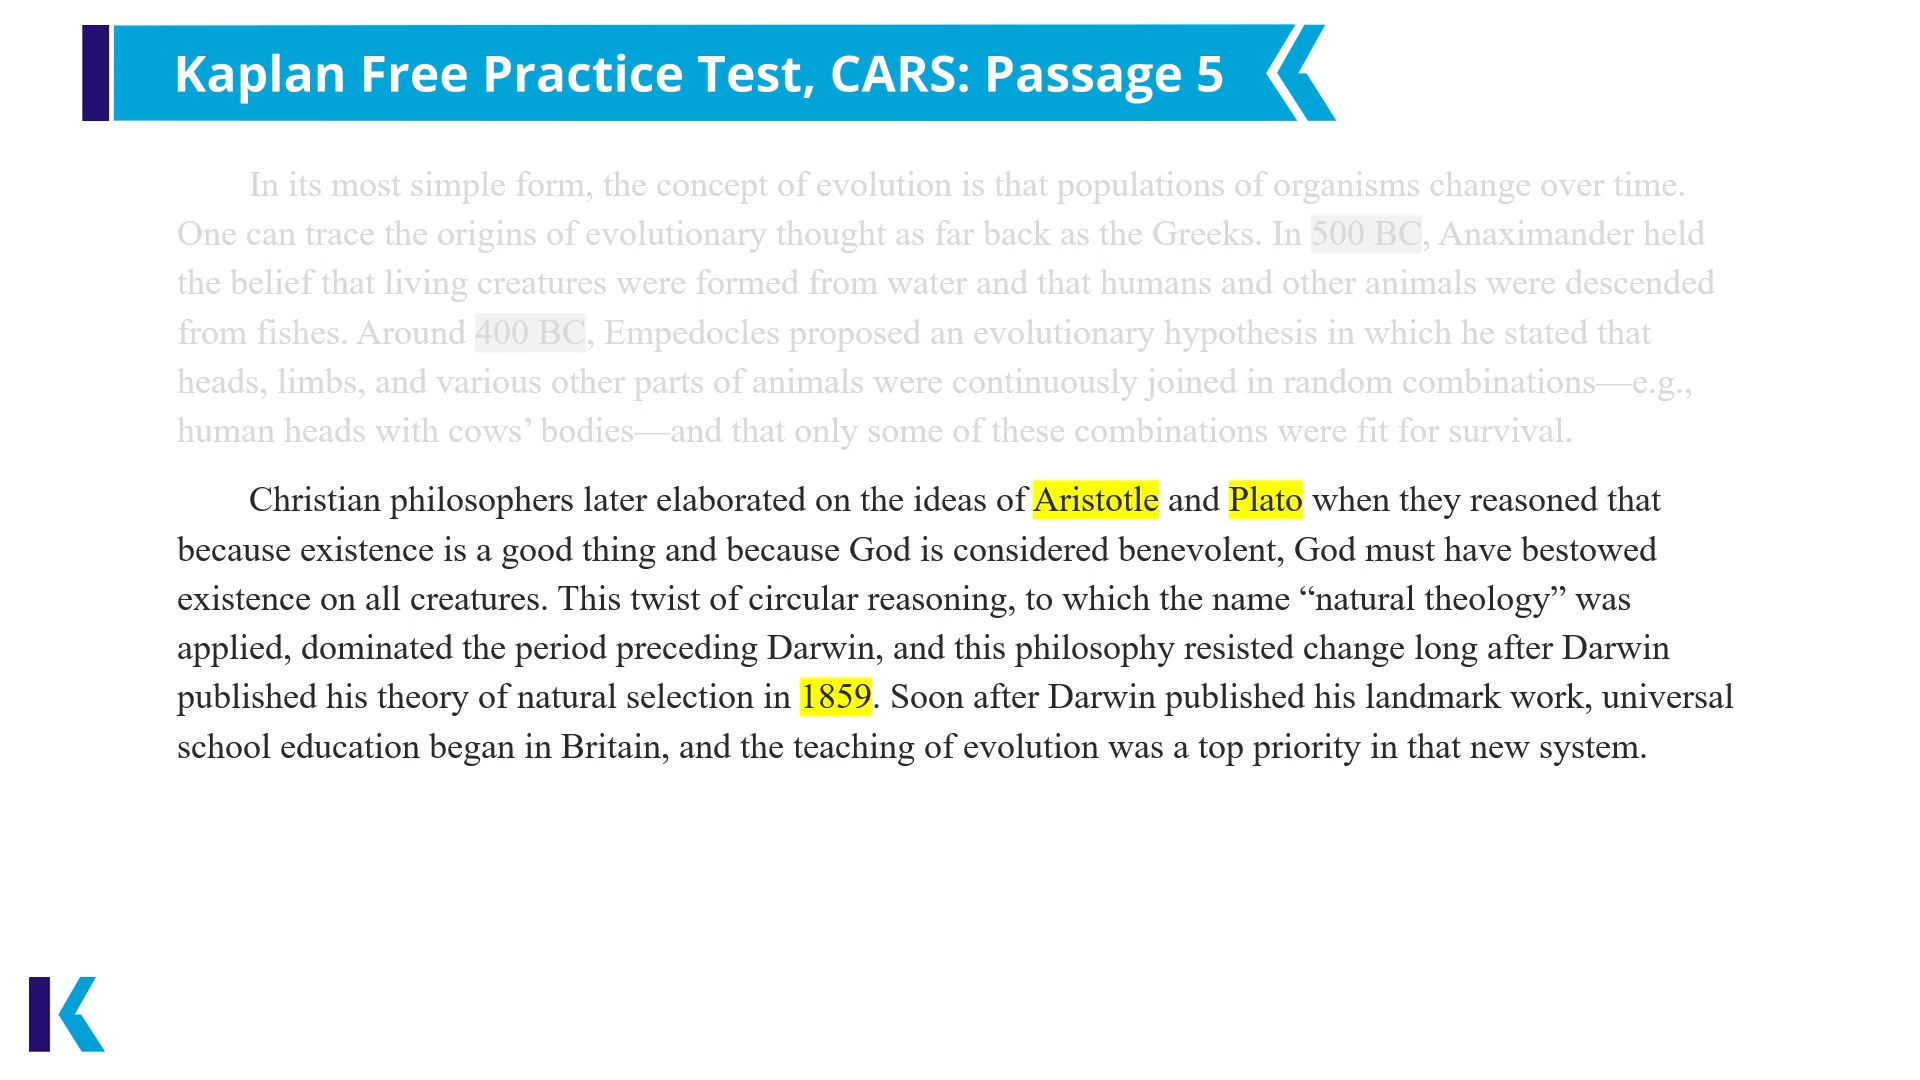 Kaplan Free Practice Test, CARS: Passage 5
In its most simple form, the concept of evolution is that populations of organisms change over time.
One can trace the origins of evolutionary thought as far back as the Greeks. In 500 BC, Anaximander held
the belief that living creatures were formed from water and that humans and other animals were descended
from fishes. Around 400 BC, Empedocles proposed an evolutionary hypothesis in which he stated that
heads, limbs, and various other parts of animals were continuously joined in random combinations—e.g.,
human heads with cows’ bodies—and that only some of these combinations were fit for survival.
Christian philosophers later elaborated on the ideas of Aristotle and Plato when they reasoned that
because existence is a good thing and because God is considered benevolent, God must have bestowed
existence on all creatures. This twist of circular reasoning, to which the name “natural theology” was
applied, dominated the period preceding Darwin, and this philosophy resisted change long after Darwin
published his theory of natural selection in 1859. Soon after Darwin published his landmark work, universal
school education began in Britain, and the teaching of evolution was a top priority in that new system.